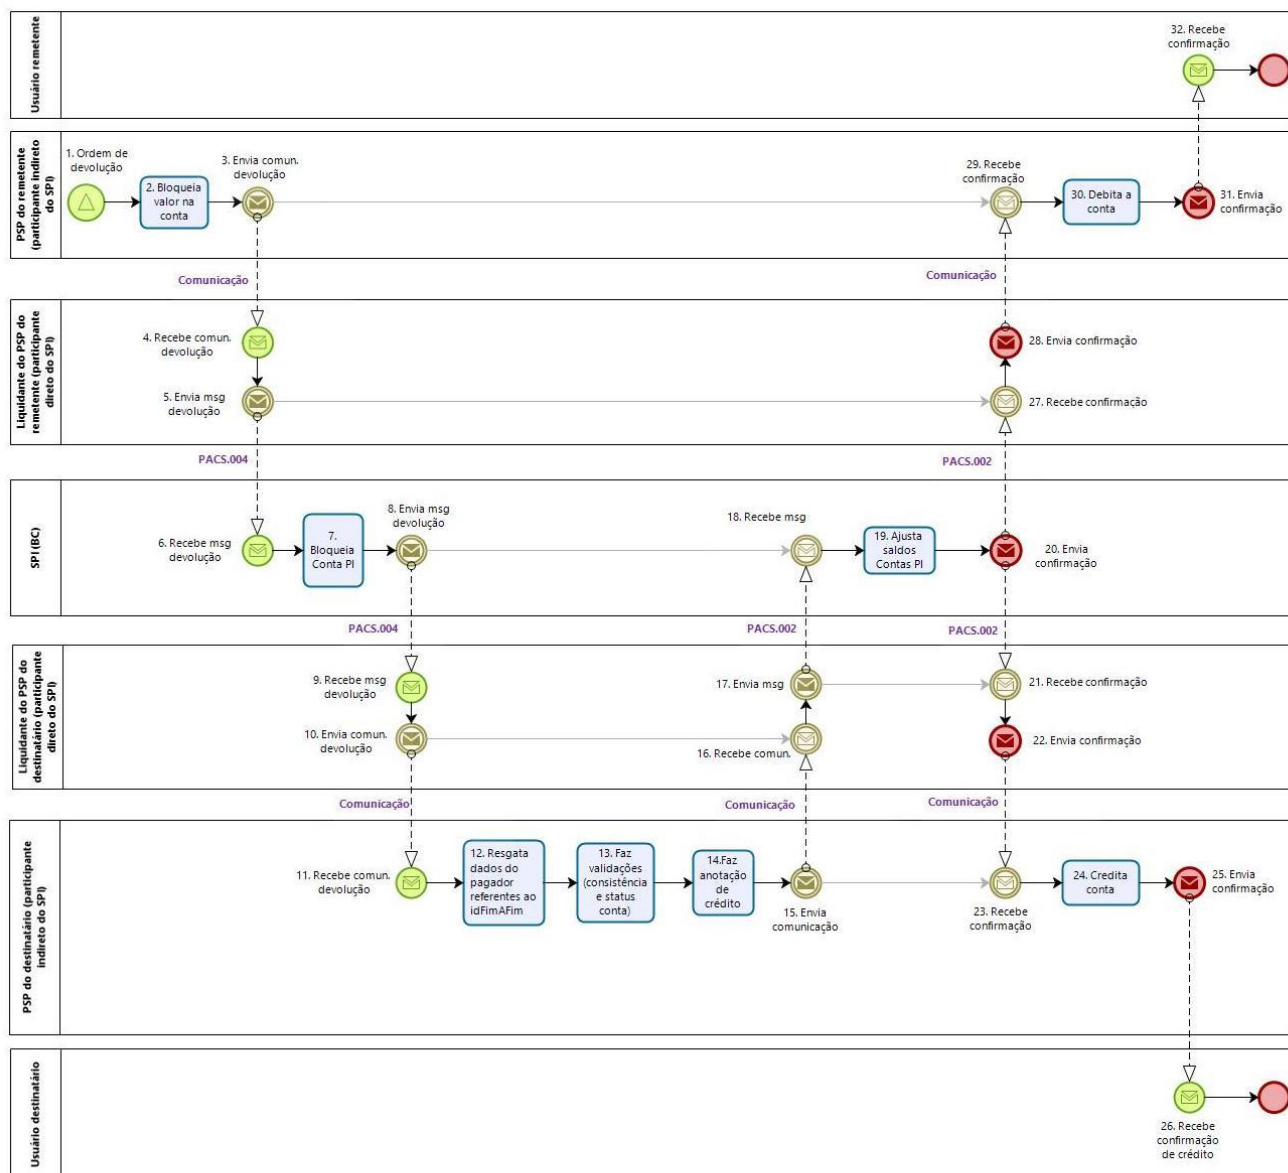 Usuário remetente
32. Recebe
confirmação
PSP do remetente
(participante indireto
do SPI)
1. Ordem de
devolução
2. Bloqueia
valor na
conta
3. Envia comun.
devolução
29. Recebe
confirmação
30. Debita a
conta
31. Envia
confirmação
Comunicação
Comunicação
Liquidante do PSP do
remetente (participante
direto do SPI)
4. Recebe comun.
devolução
5. Envia msg
devolução
28. Envia confirmação
27. Recebe confirmação
PACS.004
PACS.002
SPI (BC)
6. Recebe msg
devolução
7.
Bloqueia
Conta PI
8. Envia msg
devolução
18. Recebe msg
19. Ajusta
saldos
Contas PI
20. Envia
confirmação
PACS.004
PACS.002
PACS.002
Liquidante do PSP do
destinatário (participante
direto do SPI)
9. Recebe msg
devolução
10. Envia comun.
devolução
17. Envia msg
16. Recebe comun.
21. Recebe confirmação
22. Envia confirmação
Comunicação
Comunicação
Comunicação
PSP do destinatário (participante
indireto do SPI)
11. Recebe comun.
devolução
12. Resgata
dados do
pagador
referentes ao
idFimAFim
13. Faz
validações
(consistência
e status
conta)
14.Faz
anotação
de
crédito
15. Envia
comunicação
23. Recebe
confirmação
24. Credita
conta
25. Envia
confirmação
Usuário destinatário
26. Recebe
confirmação
de crédito